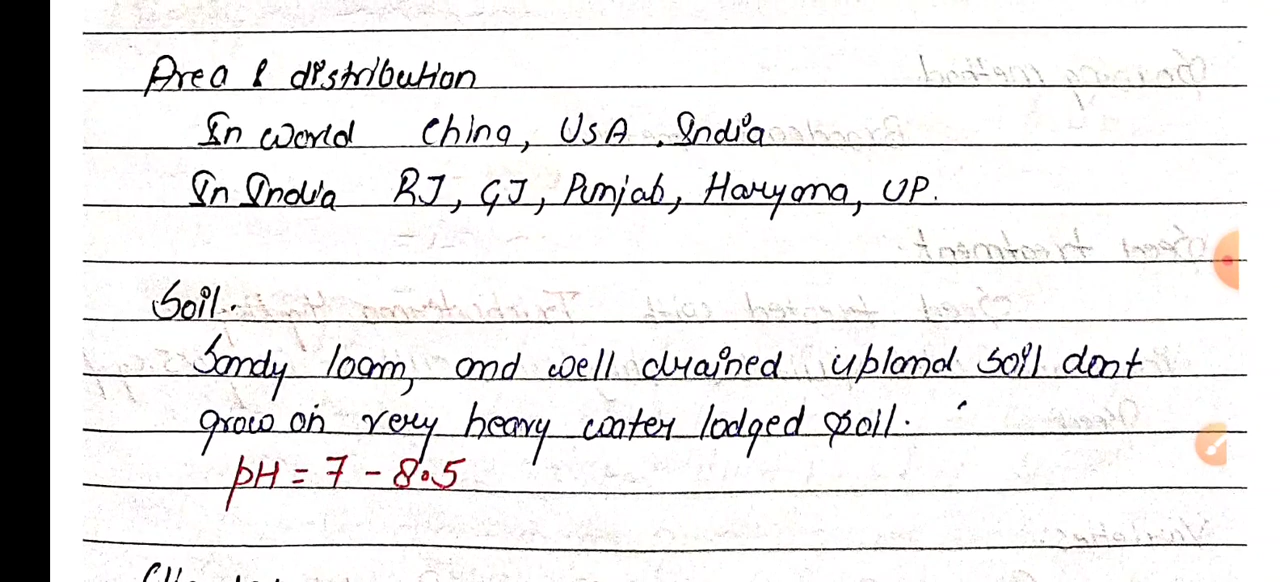 Area & distribution
In world China, USA, India
In India RJ, GJ, Punjab, Haryana, UP.
Soil.
Sandy loam, and well drained upland soil dont
grow on very heavy water lodged soil.
pH = 7 - 8.5